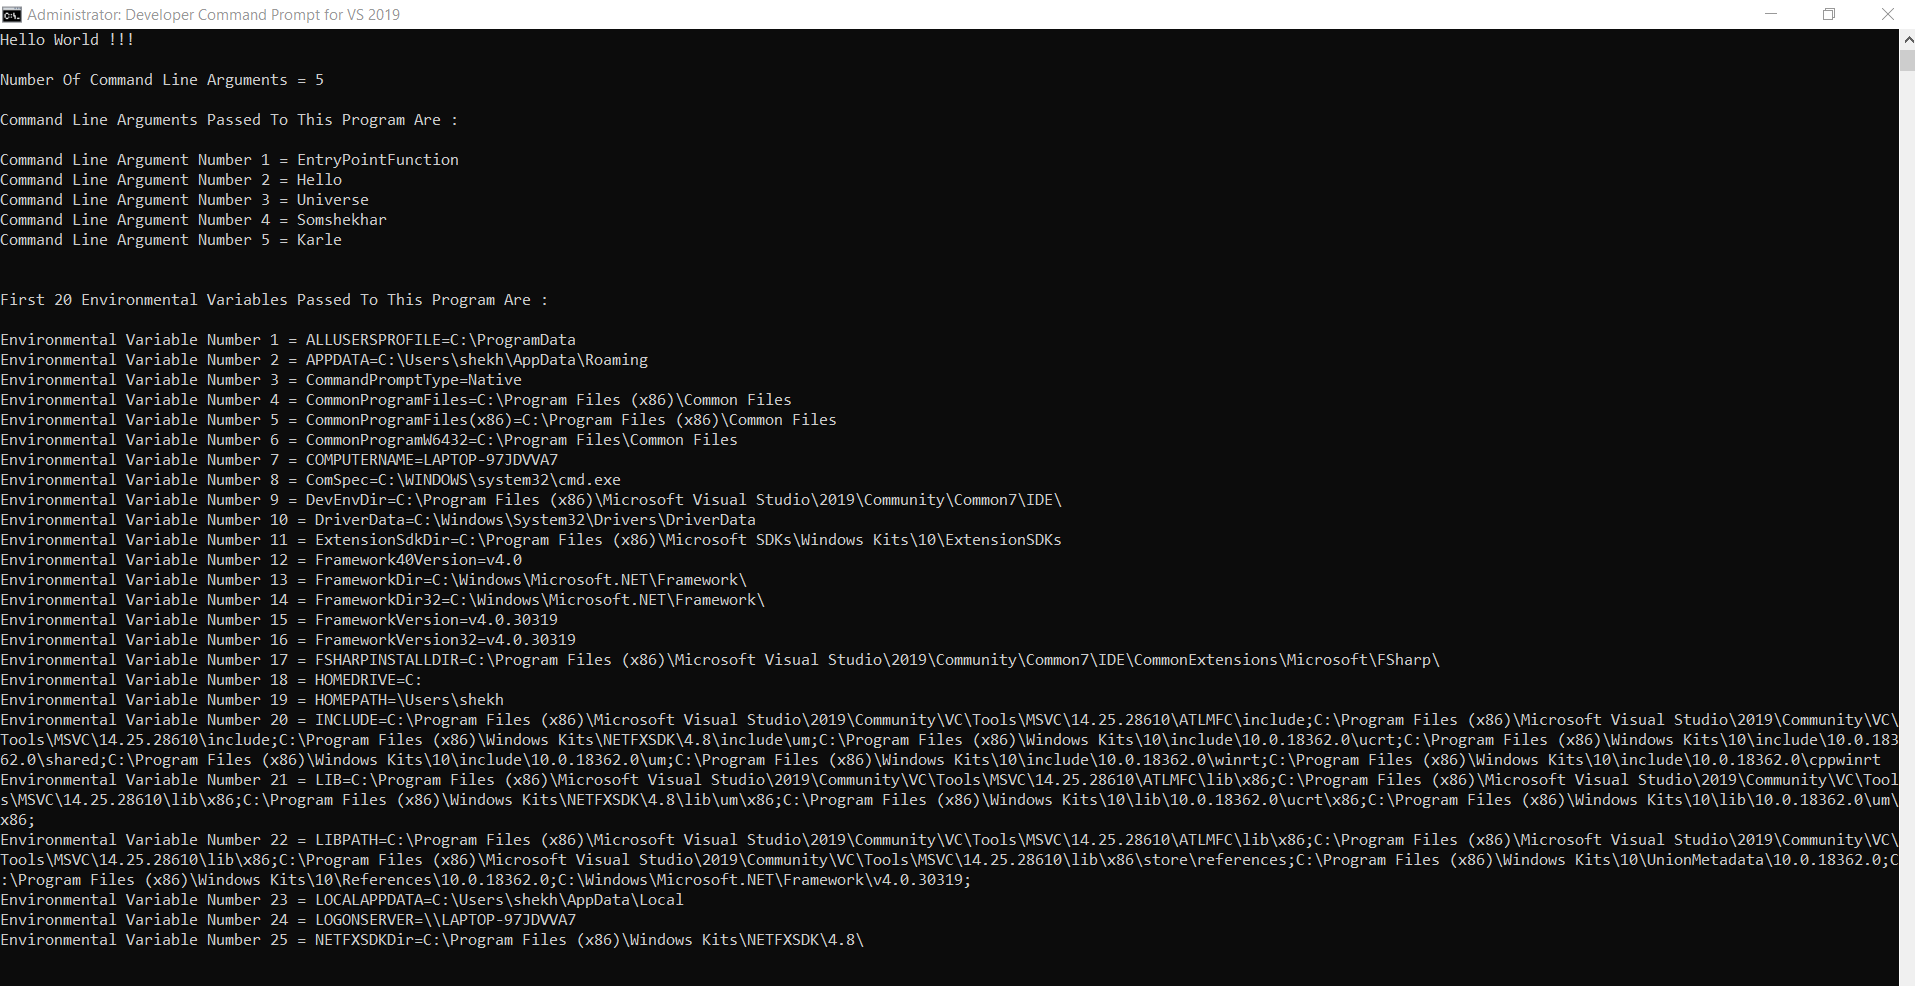 Administrator: Developer Command Prompt for VS 2019
Hello World !!!
Number Of Command Line Arguments = 5
Command Line Arguments Passed To This Program Are :
Command Line Argument Number 1 = EntryPointFunction
Command Line Argument Number 2 = Hello
Command Line Argument Number 3 = Universe
Command Line Argument Number 4 = Somshekhar
Command Line Argument Number 5 = Karle
First 20 Environmental Variables Passed To This Program Are :
Environmental Variable Number 1 = ALLUSERSPROFILE=C:\ProgramData
Environmental Variable Number 2 = APPDATA=C:\Users\shekh\AppData\Roaming
Environmental Variable Number 3 = CommandPromptType=Native
Environmental Variable Number 4 = CommonProgramFiles=C:\Program Files (x86)\Common Files
Environmental Variable Number 5 = CommonProgramFiles(x86)=C:\Program Files (x86)\Common Files
Environmental Variable Number 6 = CommonProgramW6432=C:\Program Files\Common Files
Environmental Variable Number 7 = COMPUTERNAME=LAPTOP-97JDVVA7
Environmental Variable Number 8 = ComSpec=C:\WINDOWS\system32\cmd.exe
Environmental Variable Number 9 = DevEnvDir=C:\Program Files (x86)\Microsoft Visual Studio\2019\Community\Common7\IDE\
Environmental Variable Number 10 = DriverData=C:\Windows\System32\Drivers\DriverData
Environmental Variable Number 11 = ExtensionSdkDir=C:\Program Files (x86)\Microsoft SDKs\Windows Kits\10\ExtensionSDKs
Environmental Variable Number 12 = Framework40Version=v4.0
Environmental Variable Number 13 = FrameworkDir=C:\Windows\Microsoft.NET\Framework\
Environmental Variable Number 14 = FrameworkDir32=C:\Windows\Microsoft.NET\Framework\
Environmental Variable Number 15 = FrameworkVersion=v4.0.30319
Environmental Variable Number 16 = FrameworkVersion32=v4.0.30319
Environmental Variable Number 17 = FSHARPINSTALLDIR=C:\Program Files (x86)\Microsoft Visual Studio\2019\Community\Common7\IDE\CommonExtensions\Microsoft\FSharp\
Environmental Variable Number 18 = HOMEDRIVE=C:
Environmental Variable Number 19 = HOMEPATH=\Users\shekh
Environmental Variable Number 20 = INCLUDE=C:\Program Files (x86)\Microsoft Visual Studio\2019\Community\VC\Tools\MSVC\14.25.28610\ATLMFC\include;C:\Program Files (x86)\Microsoft Visual Studio\2019\Community\VC\
Tools\MSVC\14.25.28610\include;C:\Program Files (x86)\Windows Kits\NETFXSDK\4.8\include\um;C:\Program Files (x86)\Windows Kits\10\include\10.0.18362.0\ucrt;C:\Program Files (x86)\Windows Kits\10\include\10.0.183
62.0\shared;C:\Program Files (x86)\Windows Kits\10\include\10.0.18362.0\um;C:\Program Files (x86)\Windows Kits\10\include\10.0.18362.0\winrt;C:\Program Files (x86)\Windows Kits\10\include\10.0.18362.0\cppwinrt
Environmental Variable Number 21 = LIB=C:\Program Files (x86)\Microsoft Visual Studio\2019\Community\VC\Tools\MSVC\14.25.28610\ATLMFC\lib\x86;C:\Program Files (x86)\Microsoft Visual Studio\2019\Community\VC\Tool
s\MSVC\14.25.28610\lib\x86;C:\Program Files (x86)\Windows Kits\NETFXSDK\4.8\lib\um\x86;C:\Program Files (x86)\Windows Kits\10\lib\10.0.18362.0\ucrt\x86;C:\Program Files (x86)\Windows Kits\10\lib\10.0.18362.0\um\
x86;
Environmental Variable Number 22 = LIBPATH=C:\Program Files (x86)\Microsoft Visual Studio\2019\Community\VC\Tools\MSVC\14.25.28610\ATLMFC\lib\x86;C:\Program Files (x86)\Microsoft Visual Studio\2019\Community\VC\
Tools\MSVC\14.25.28610\lib\x86;C:\Program Files (x86)\Microsoft Visual Studio\2019\Community\VC\Tools\MSVC\14.25.28610\lib\x86\store\references;C:\Program Files (x86)\Windows Kits\10\UnionMetadata\10.0.18362.0;C
:\Program Files (x86)\Windows Kits\10\References\10.0.18362.0;C:\Windows\Microsoft.NET\Framework\v4.0.30319;
Environmental Variable Number 23 = LOCALAPPDATA=C:\Users\shekh\AppData\Local
Environmental Variable Number 24 = LOGONSERVER=\\LAPTOP-97JDVVA7
Environmental Variable Number 25 = NETFXSDKDir=C:\Program Files (x86)\Windows Kits\NETFXSDK\4.8\